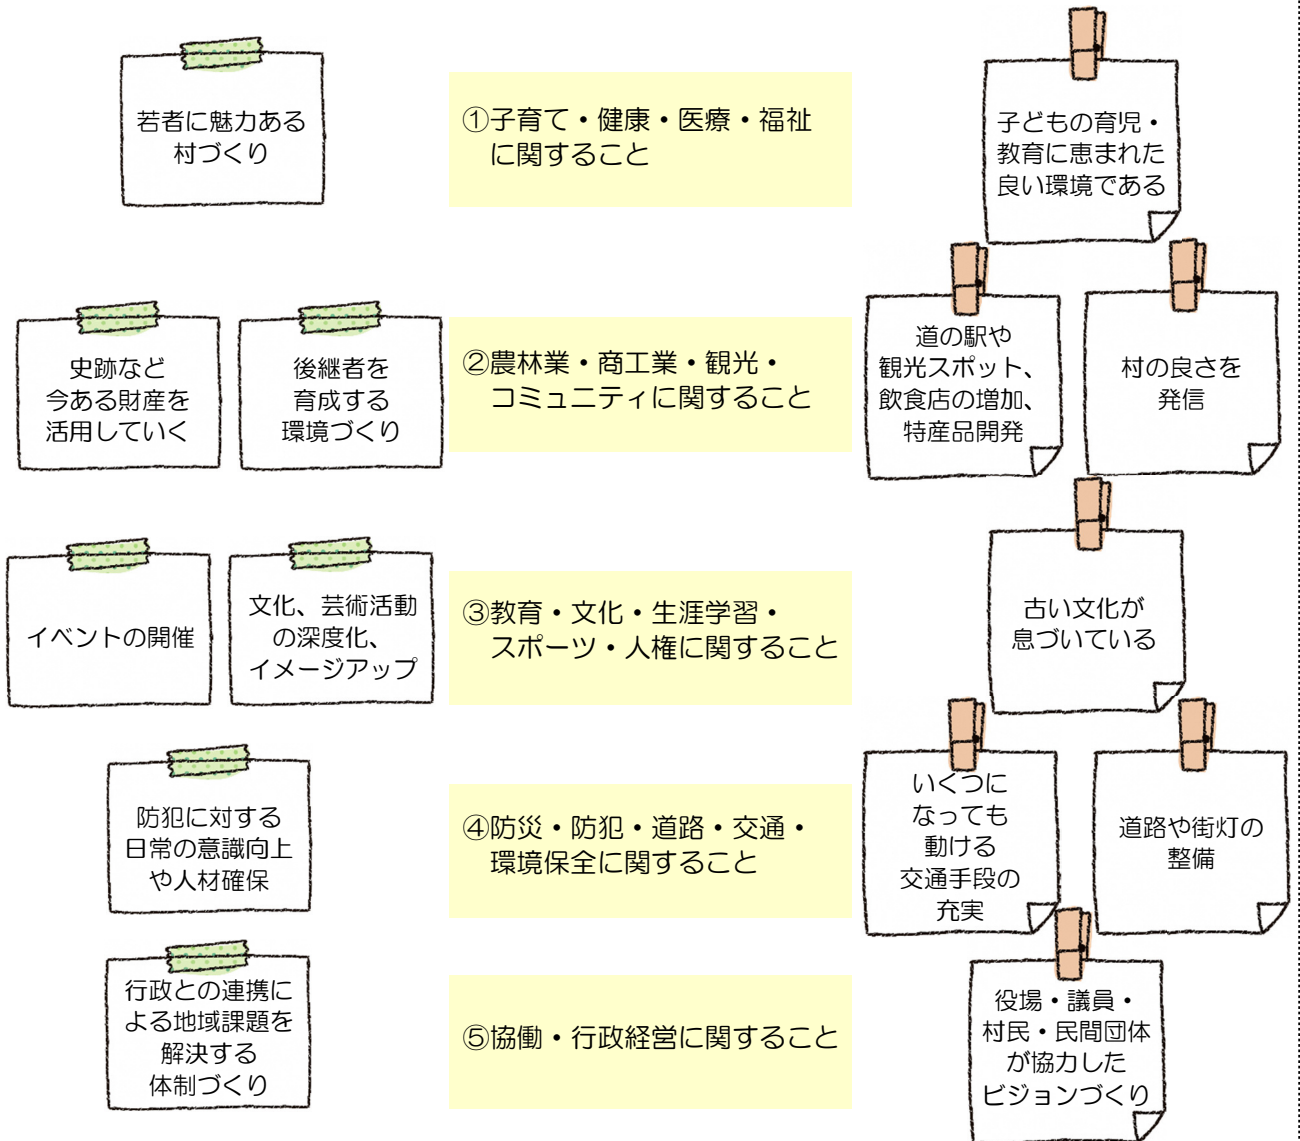 若者に魅力ある
村づくり
①子育て・健康・医療・福祉
に関すること
子どもの育児・
教育に恵まれた
良い環境である
史跡など
今ある財産を
活用していく
後継者を
育成する
環境づくり
②農林業・商工業・観光・
コミュニティに関すること
道の駅や
観光スポット、
飲食店の増加、
特産品開発
村の良さを
発信
イベントの開催
文化、芸術活動
の深度化、
イメージアップ
③教育・文化・生涯学習・
スポーツ・人権に関すること
古い文化が
息づいている
防犯に対する
日常の意識向上
や人材確保
④防災・防犯・道路・交通・
環境保全に関すること
いくつに
なっても
動ける
交通手段の
充実
道路や街灯の
整備
行政との連携に
よる地域課題を
解決する
体制づくり
⑤協働・行政経営に関すること
役場・議員・
村民・民間団体
が協力した
ビジョンづくり